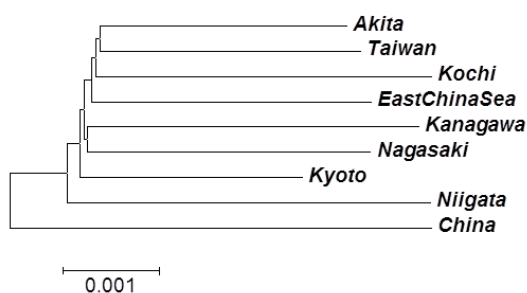 Akita
Taiwan
Kochi
EastChinaSea
Kanagawa
Nagasaki
Kyoto
Niigata
China
0.001